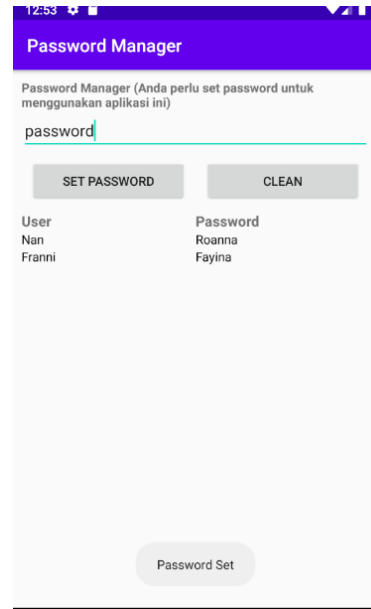 12:53
Password Manager
Password Manager (Anda perlu set password untuk
menggunakan aplikasi ini)
password
SET PASSWORD CLEAN
User Password
Nan Roanna
Franni Fayina
Password Set